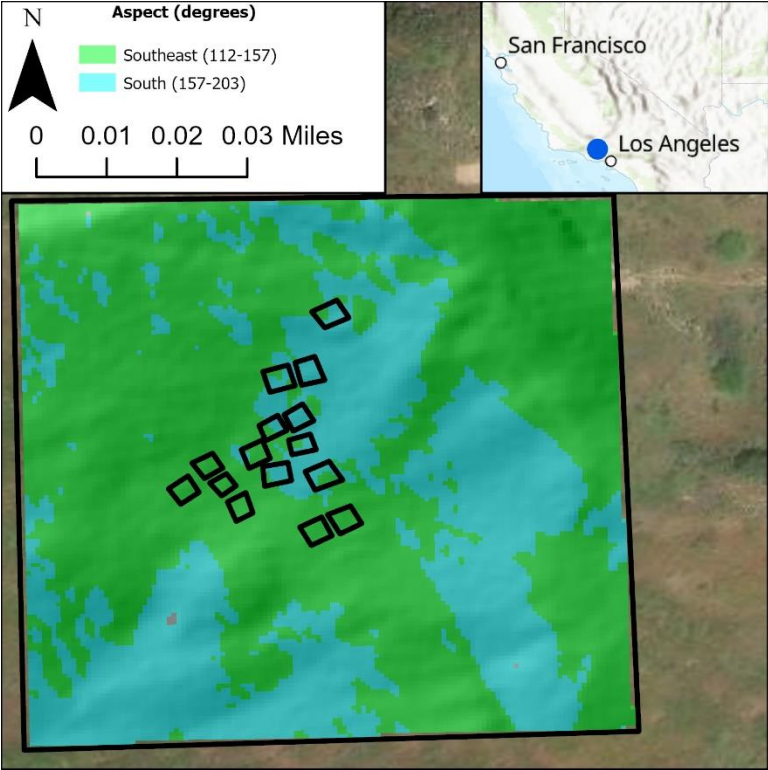 N
Aspect (degrees)
Southeast (112-157)
South (157-203)
0 0.01 0.02 0.03 Miles
San Francisco
Los Angeles